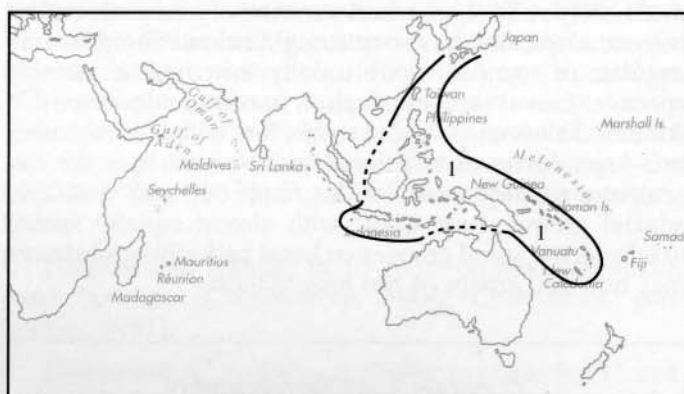 Japan
Taiwan
Philippines
Marshall Is.
Gulf of
Oman
Gulf of
Aden
Maldives
Sri Lanka
1
Melanesia
Seychelles
New Guinea
Solomon Is.
Indonesia
1
Samoa
Vanuatu
Fiji
Mauritius
New
Caledonia
Réunion
Madagascar